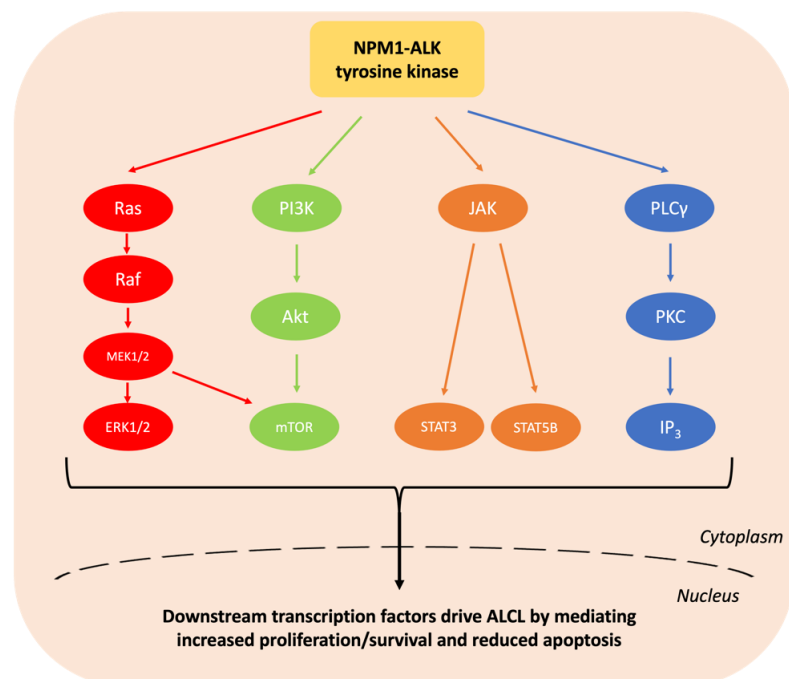 NPM1-ALK
tyrosine kinase
Ras
PI3K
JAK
PLCγ
Raf
Akt
PKC
MEK1/2
ERK1/2
mTOR
STAT3
STAT5B
IP₃
Cytoplasm
Nucleus
Downstream transcription factors drive ALCL by mediating
increased proliferation/survival and reduced apoptosis